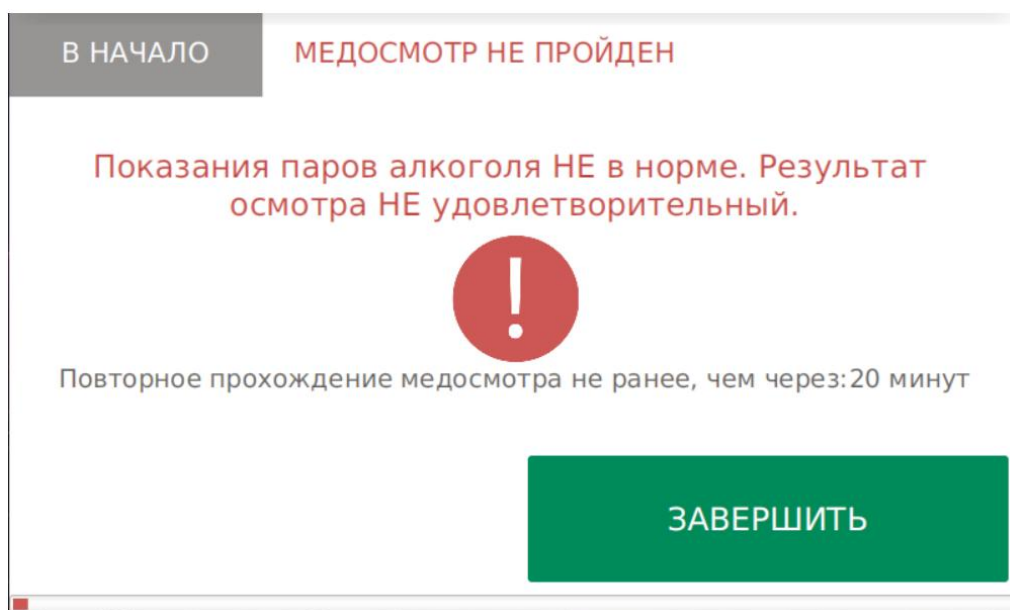 В НАЧАЛО
МЕДОСМОТР НЕ ПРОЙДЕН
Показания паров алкоголя НЕ в норме. Результат
осмотра НЕ удовлетворительный.
!
Повторное прохождение медосмотра не ранее, чем через:20 минут
ЗАВЕРШИТЬ